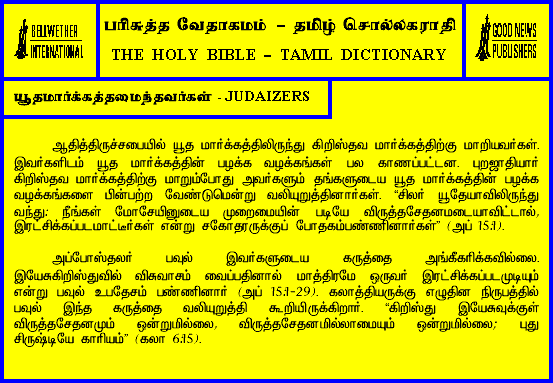 BELLWETHER
INTERNATIONAL
பரிசுத்த வேதாகமம் – தமிழ் சொல்லகராதி
THE HOLY BIBLE – TAMIL DICTIONARY
GOOD NEWS
PUBLISHERS
யூதமார்க்கத்தமைந்தவர்கள் - JUDAIZERS
ஆதித்திருச்சபையில் யூத மார்க்கத்திலிருந்து கிறிஸ்தவ மார்க்கத்திற்கு மாறியவர்கள்.
இவர்களிடம் யூத மார்க்கத்தின் பழக்க வழக்கங்கள் பல காணப்பட்டன. புறஜாதியார்
கிறிஸ்தவ மார்க்கத்திற்கு மாறும்போது அவர்களும் தங்களுடைய யூத மார்க்கத்தின் பழக்க
வழக்கங்களை பின்பற்ற வேண்டுமென்று வலியுறுத்தினார்கள். “சிலர் யூதேயாவிலிருந்து
வந்து; நீங்கள் மோசேயினுடைய முறைமையின் படியே விருத்தசேதனமடையாவிட்டால்,
இரட்சிக்கப்படமாட்டீர்கள் என்று சகோதரருக்குப் போதகம்பண்ணினார்கள்” (அப் 15:1).
அப்போஸ்தலர் பவுல் இவர்களுடைய கருத்தை அங்கீகரிக்கவில்லை.
இயேசுகிறிஸ்துவில் விசுவாசம் வைப்பதினால் மாத்திரமே ஒருவர் இரட்சிக்கப்படமுடியும்
என்று பவுல் உபதேசம் பண்ணினார் (அப் 15:1-29). கலாத்தியருக்கு எழுதின நிருபத்தில்
பவுல் இந்த கருத்தை வலியுறுத்தி கூறியிருக்கிறார். “கிறிஸ்து இயேசுவுக்குள்
விருத்தசேதனமும் ஒன்றுமில்லை, விருத்தசேதனமில்லாமையும் ஒன்றுமில்லை; புது
சிருஷ்டியே காரியம்” (கலா 6:15).